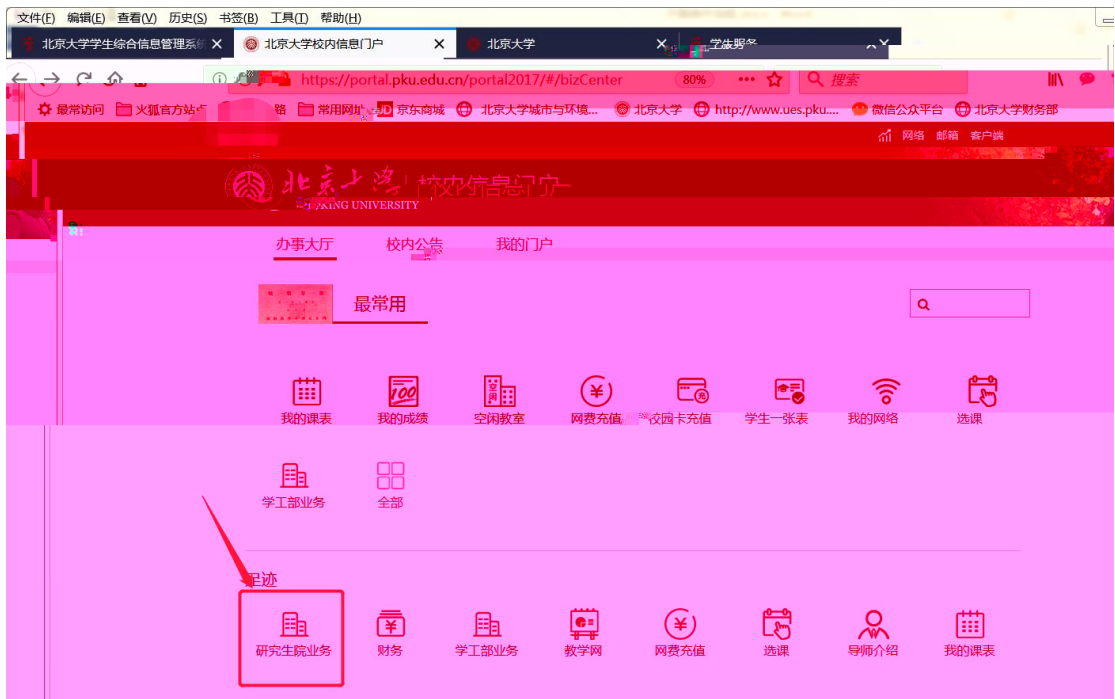 文件(F) 编辑(E) 查看(V) 历史(S) 书签(B) 工具(T) 帮助(H)
北京大学学生综合信息管理系统 北京大学校内信息门户 北京大学 学生服务
https://portal.pku.edu.cn/portal2017/#/bizCenter 80% 搜索
最常访问 火狐官方站点 常用网址 JD 京东商城 北京大学城市与环境... 北京大学 http://www.ues.pku.... 微信公众平台 北京大学财务部
网络 邮箱 客户端
北京大学 校内信息门户
KING UNIVERSITY
办事大厅 校内公告 我的门户
最常用
我的课表 我的成绩 空闲教室 网费充值 校园卡充值 学生一张表 我的网络 选课
学工部业务 全部
足迹
研究生院业务 财务 学工部业务 教学网 网费充值 选课 导师介绍 我的课表